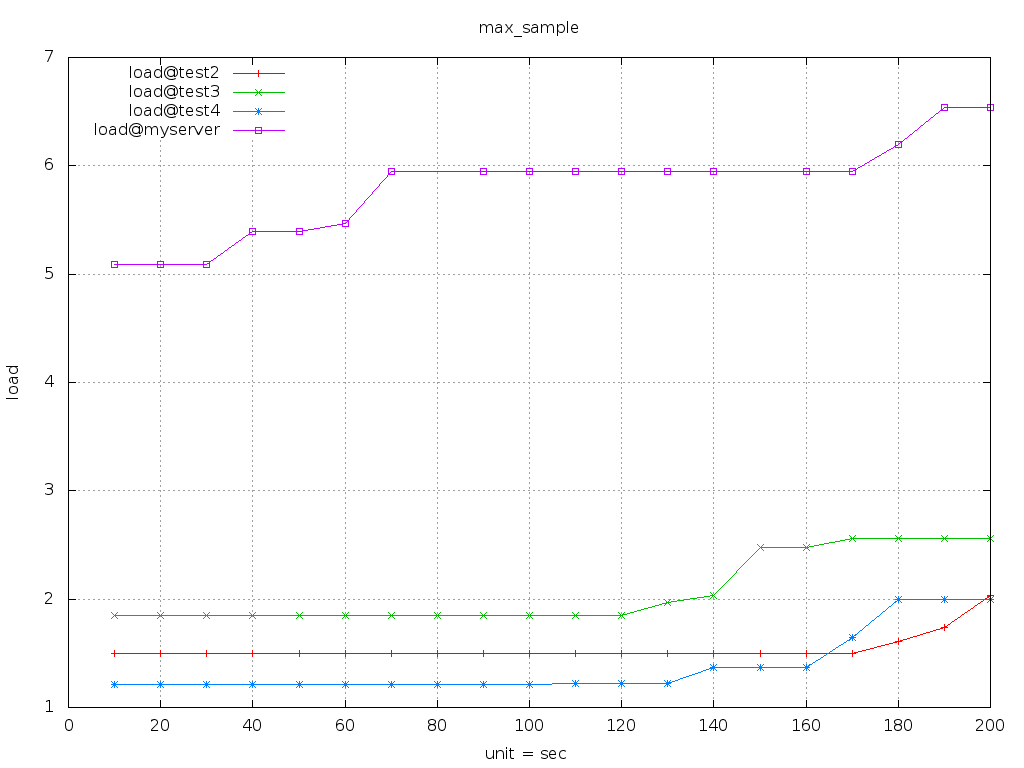 max_sample
load@test2
load@test3
load@test4
load@myserver
7
6
5
4
3
2
1
load
0 20 40 60 80 100 120 140 160 180 200
unit = sec